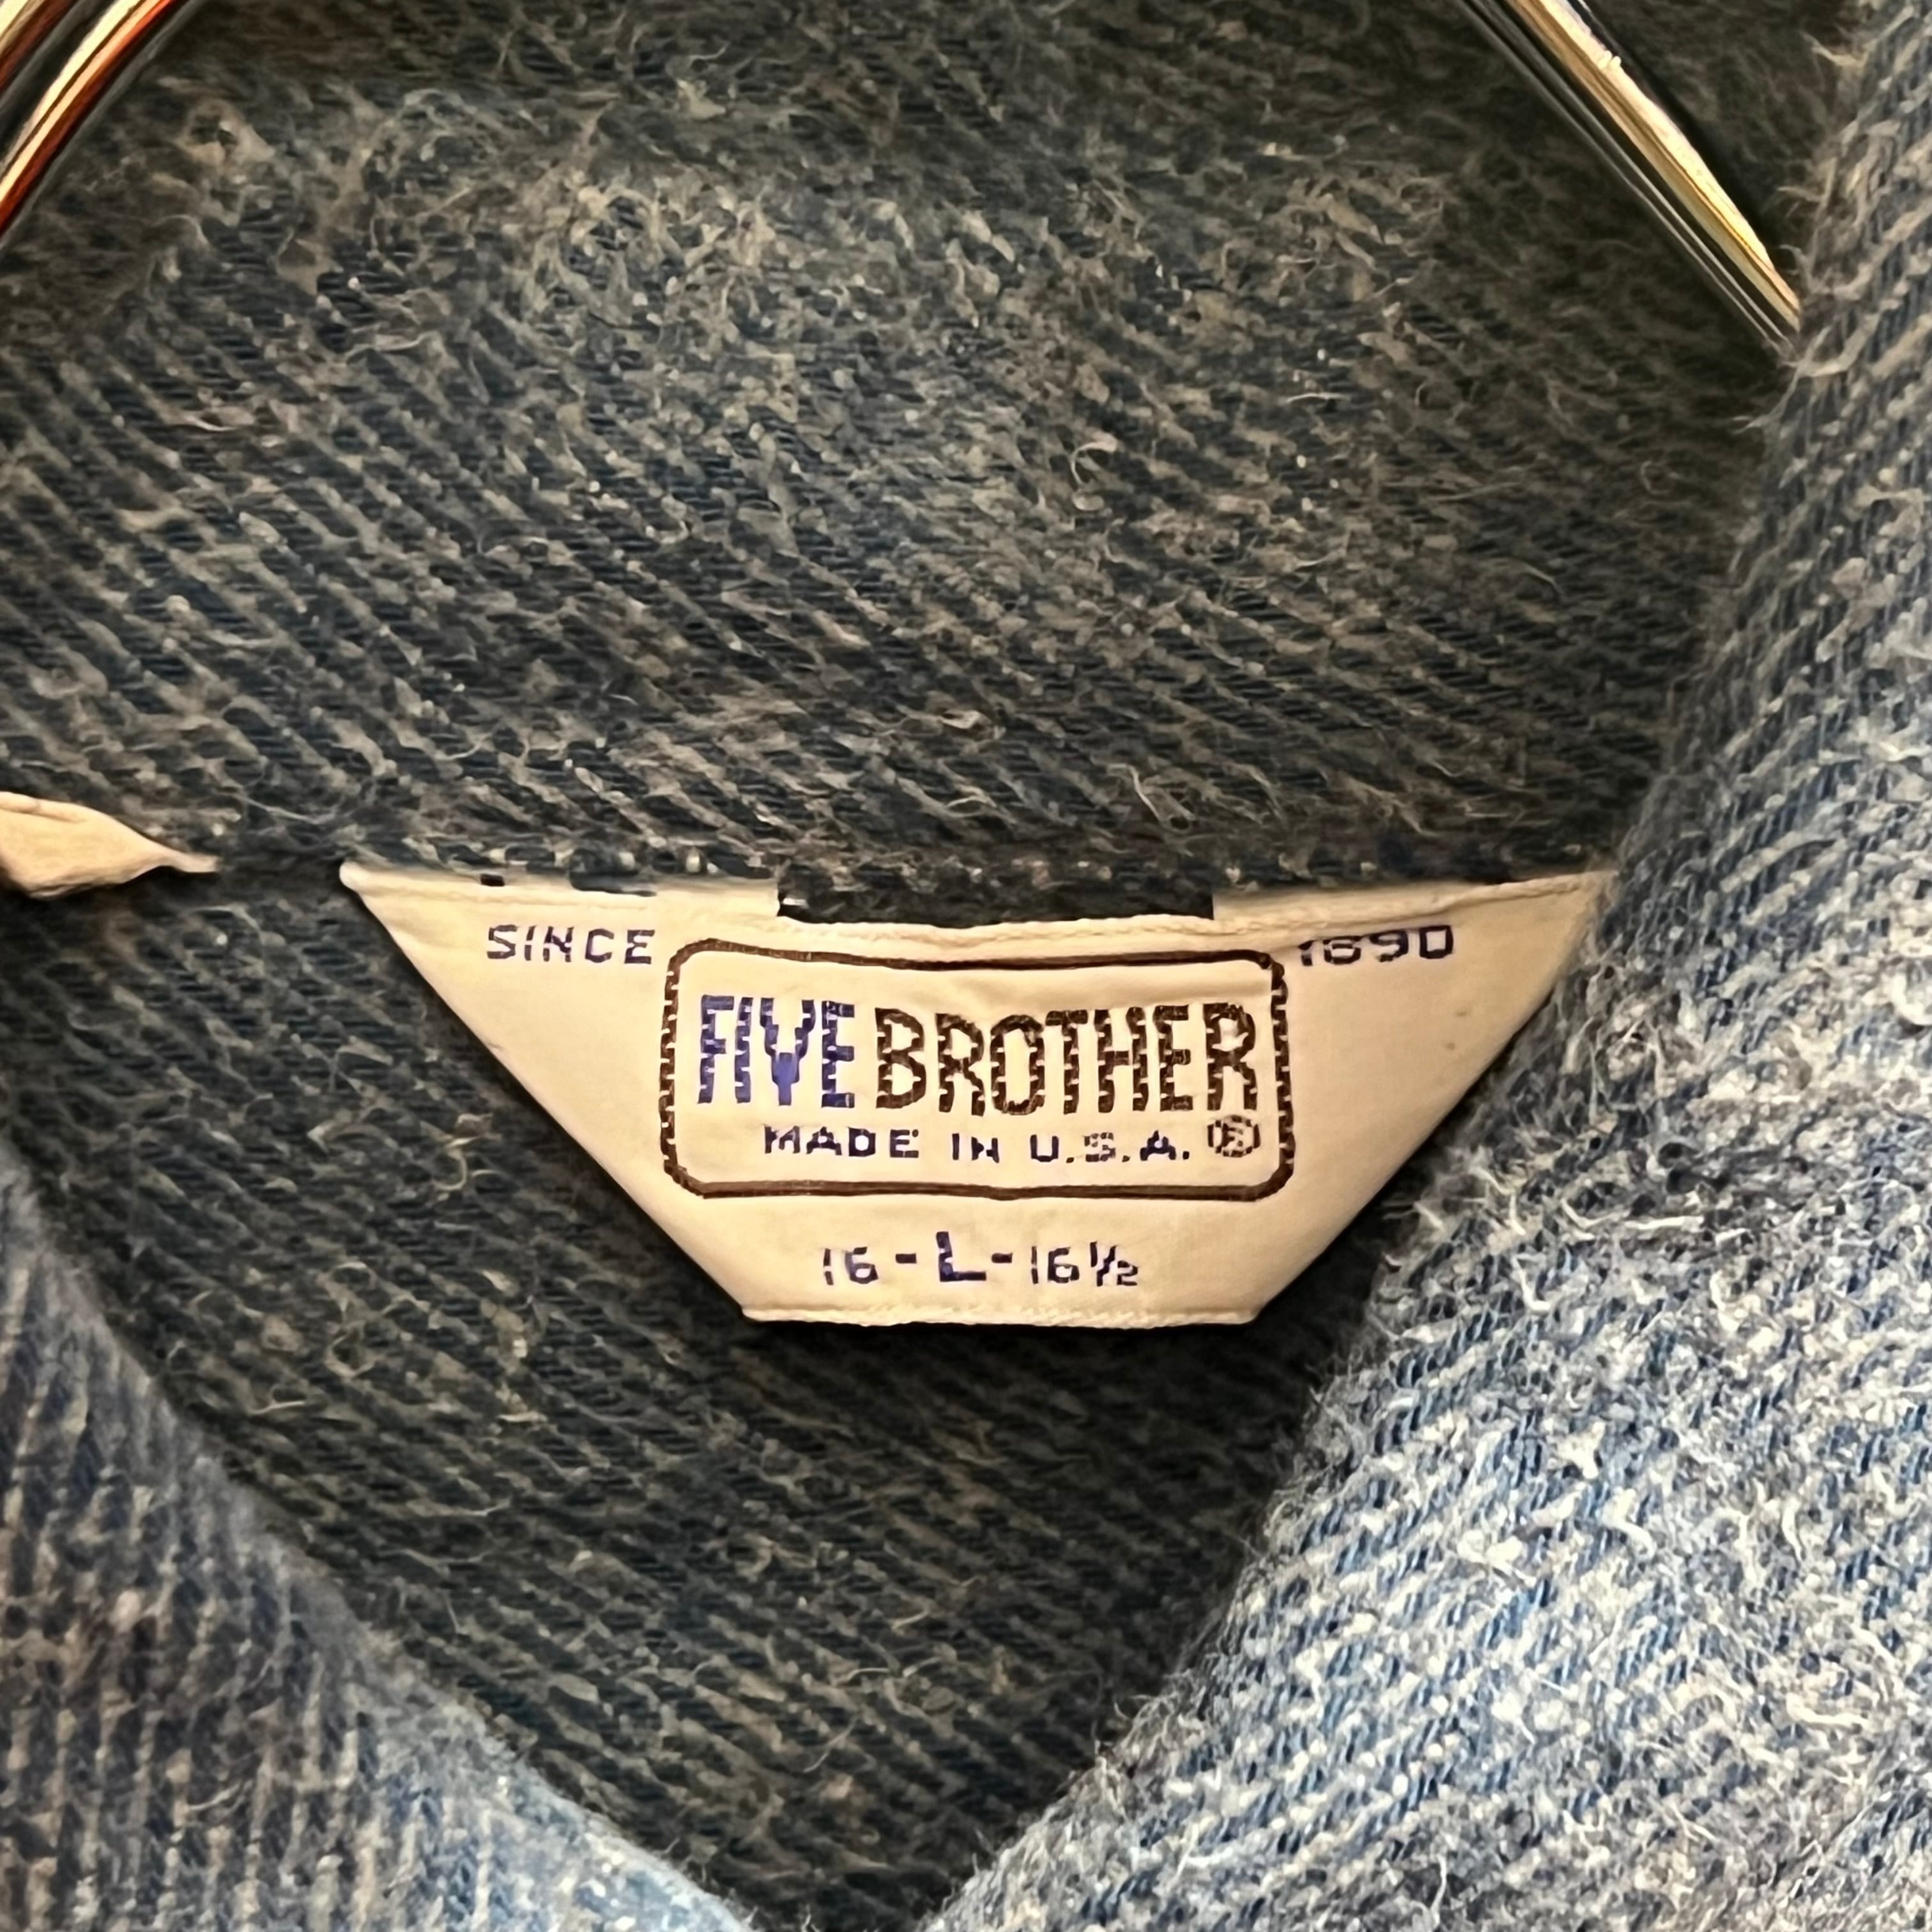 SINCE 1890
FIVE BROTHER
MADE IN U.S.A. ®
16-L-16½